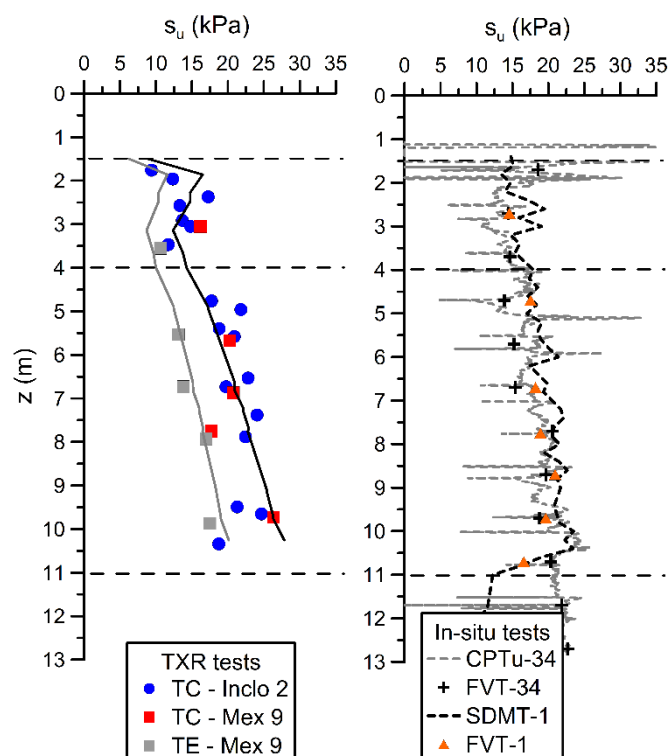 s_u (kPa)
0 5 10 15 20 25 30 35
0
1
2
3
4
5
6
7
8
9
10
11
12
13
z (m)
TXR tests
TC - Inclo 2
TC - Mex 9
TE - Mex 9
s_u (kPa)
0 5 10 15 20 25 30 35
0
1
2
3
4
5
6
7
8
9
10
11
12
13
In-situ tests
CPTu-34
FVT-34
SDMT-1
FVT-1